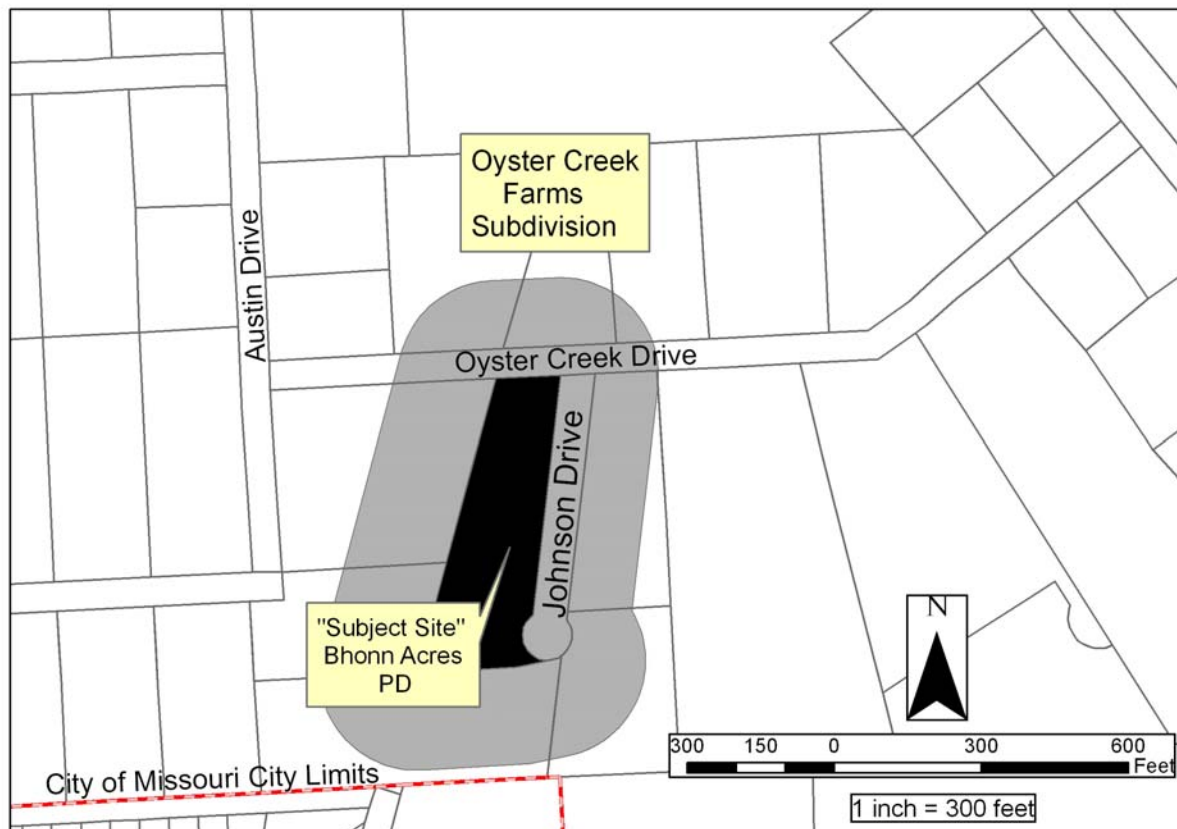 Oyster Creek
Farms
Subdivision
Austin Drive
Oyster Creek Drive
Johnson Drive
"Subject Site"
Bhonn Acres
PD
N
300 150 0 300 600
Feet
City of Missouri City Limits
1 inch = 300 feet